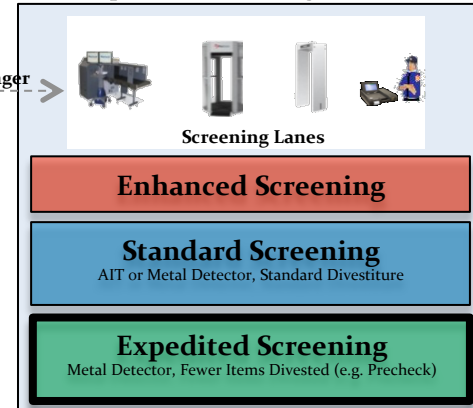 Screening Lanes
Enhanced Screening
Standard Screening
AIT or Metal Detector, Standard Divestiture
Expedited Screening
Metal Detector, Fewer Items Divested (e.g. Precheck)